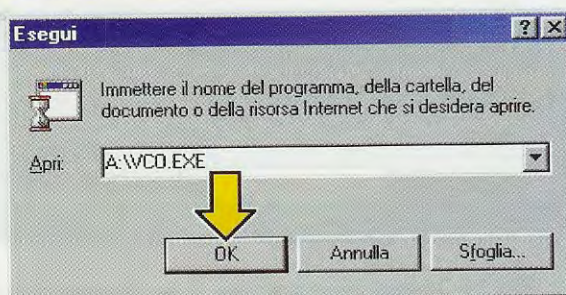 Esegui
Immettere il nome del programma, della cartella, del
documento o della risorsa Internet che si desidera aprire.
Apri: A:\VCO.EXE
OK Annulla Sfoglia...